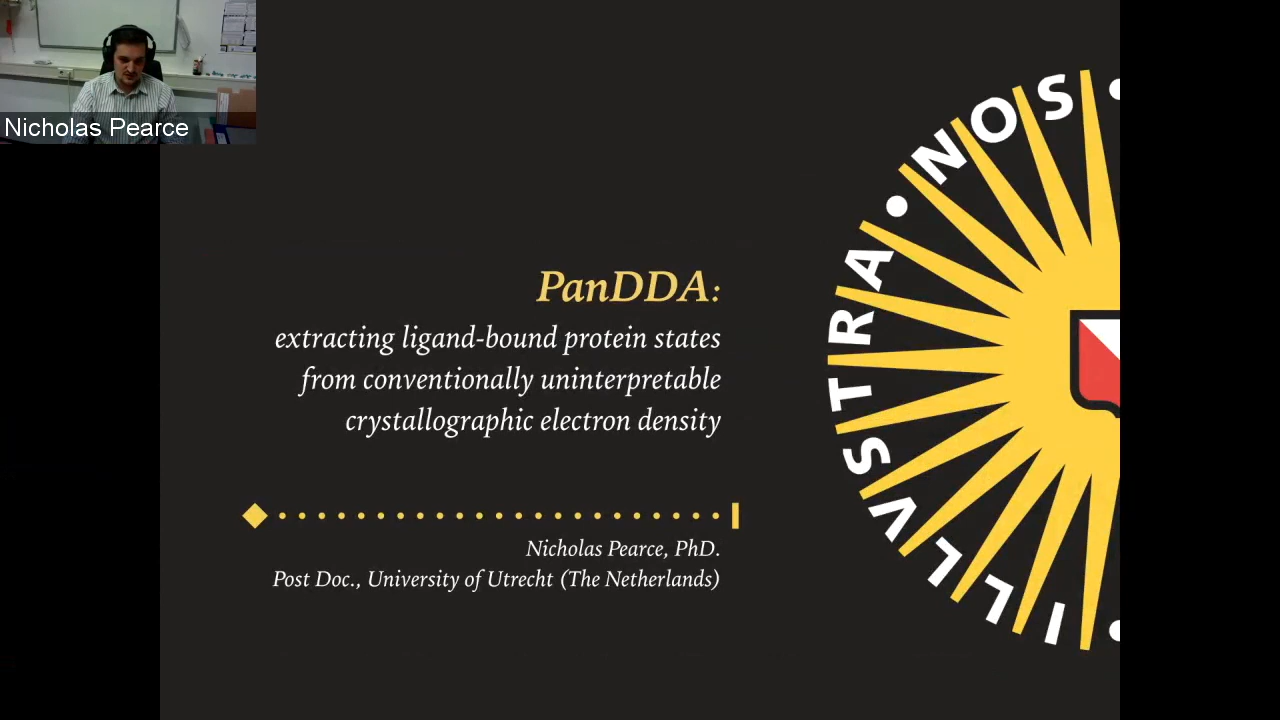 Nicholas Pearce
PanDDA:
extracting ligand-bound protein states
from conventionally uninterpretable
crystallographic electron density
Nicholas Pearce, PhD.
Post Doc., University of Utrecht (The Netherlands)
ILLVSTRA • NOS •